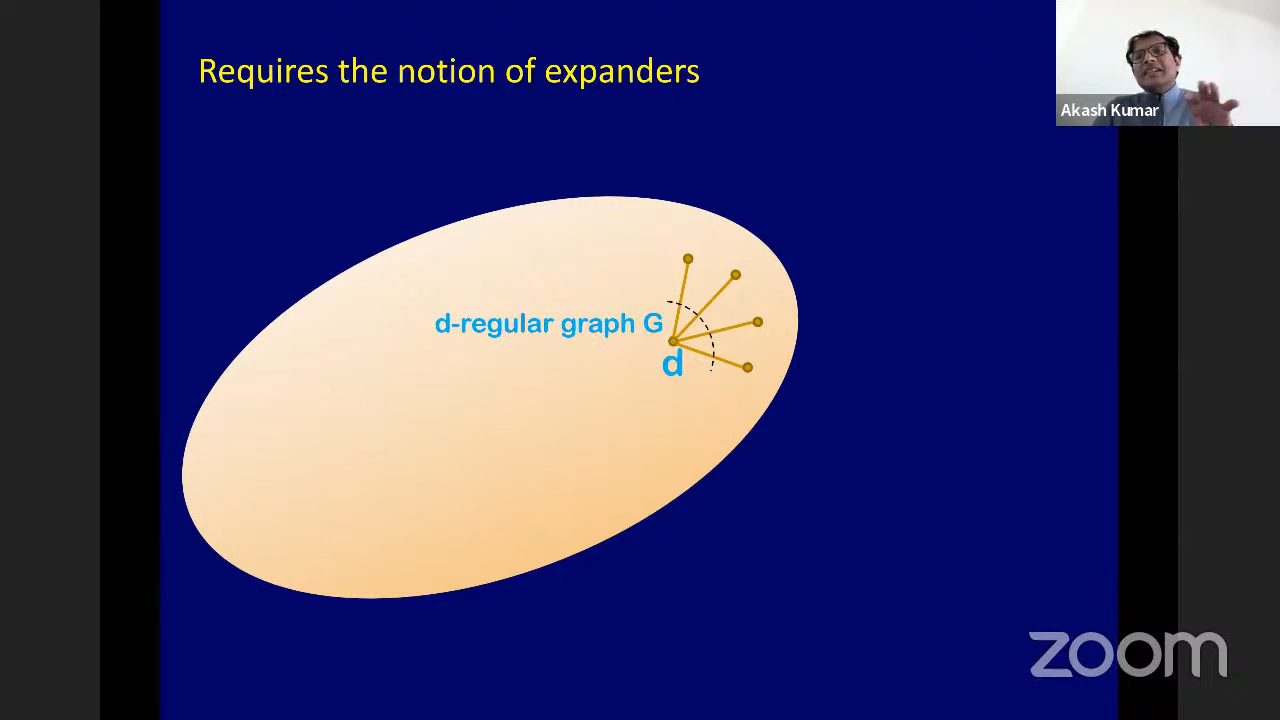 Requires the notion of expanders
Akash Kumar
d-regular graph G
d
zoom